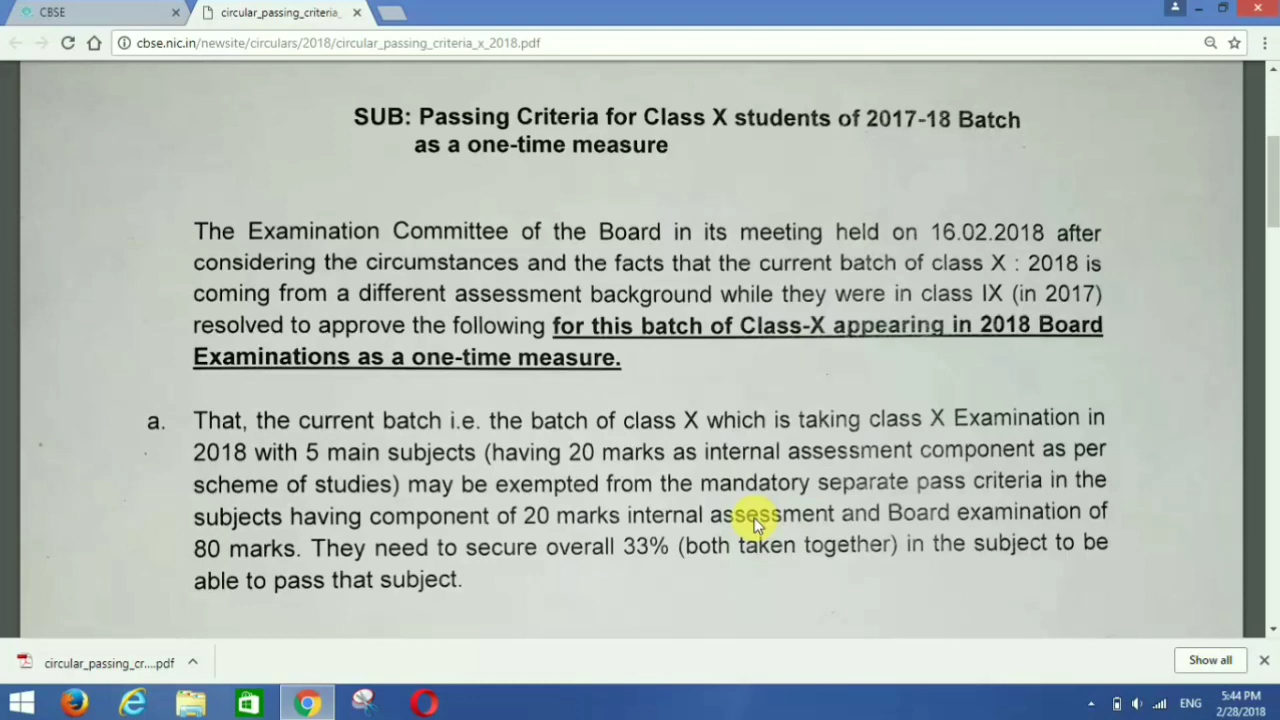 CBSE
circular_passing_criteria_
cbse.nic.in/newsite/circulars/2018/circular_passing_criteria_x_2018.pdf
SUB: Passing Criteria for Class X students of 2017-18 Batch
as a one-time measure
The Examination Committee of the Board in its meeting held on 16.02.2018 after
considering the circumstances and the facts that the current batch of class X : 2018 is
coming from a different assessment background while they were in class IX (in 2017)
resolved to approve the following for this batch of Class-X appearing in 2018 Board
Examinations as a one-time measure.
a. That, the current batch i.e. the batch of class X which is taking class X Examination in
2018 with 5 main subjects (having 20 marks as internal assessment component as per
scheme of studies) may be exempted from the mandatory separate pass criteria in the
subjects having component of 20 marks internal assessment and Board examination of
80 marks. They need to secure overall 33% (both taken together) in the subject to be
able to pass that subject.
circular_passing_cr....pdf
Show all
ENG
5:44 PM
2/28/2018